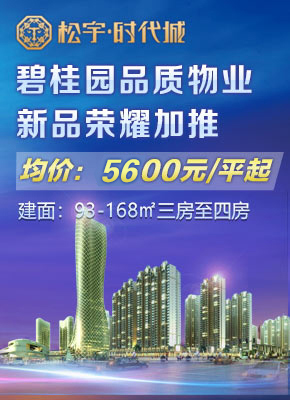 松宇·时代城
碧桂园品质物业
新品荣耀加推
均价：5600元/平起
建面：93-168㎡三房至四房